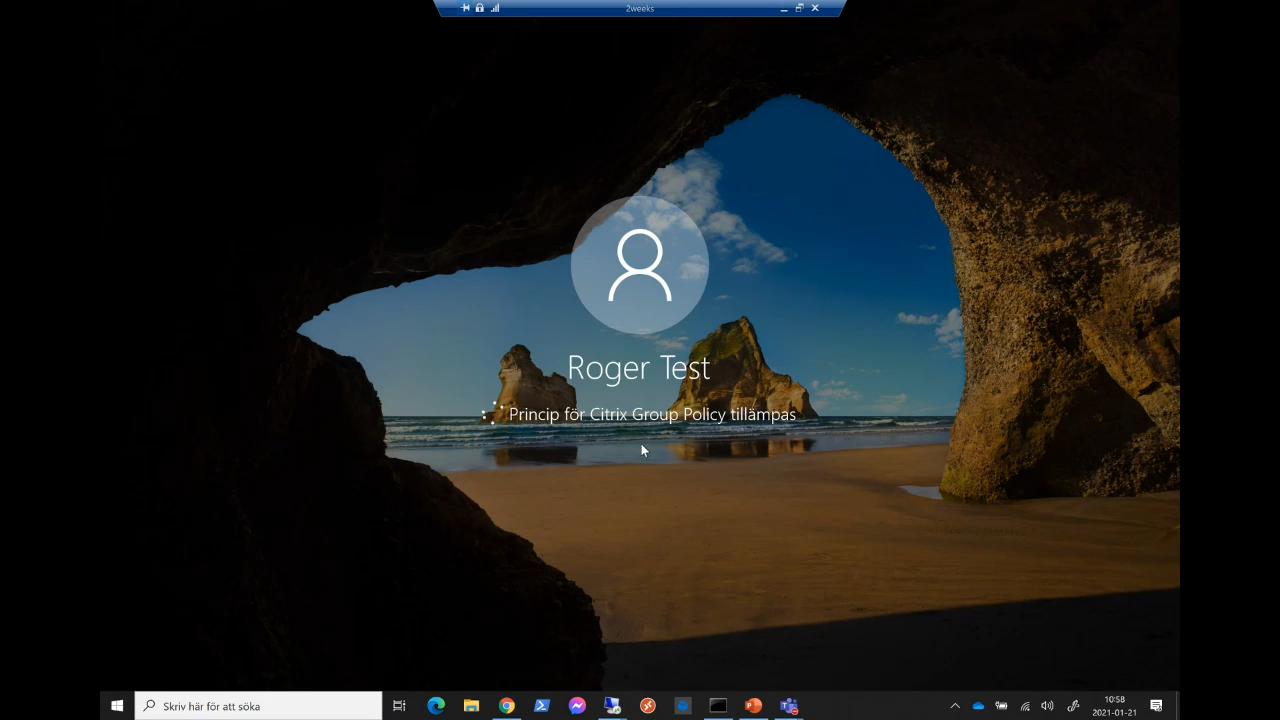 2weeks
Roger Test
Princip för Citrix Group Policy tillämpas
Skriv här för att söka
10:58
2021-01-21